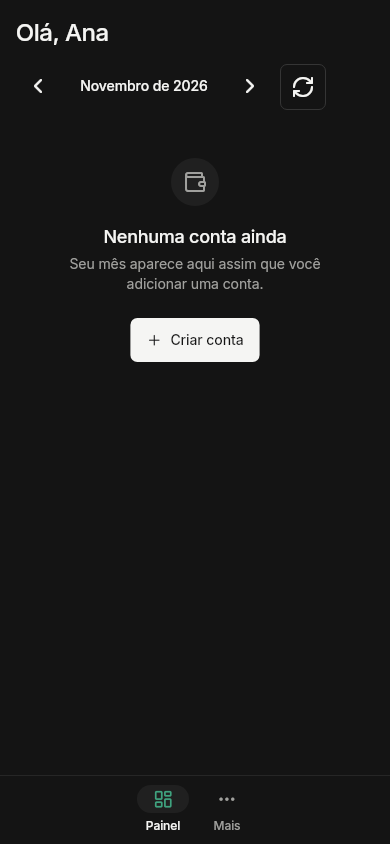 Olá, Ana
Novembro de 2026
Nenhuma conta ainda
Seu mês aparece aqui assim que você
adicionar uma conta.
Criar conta
Painel
Mais